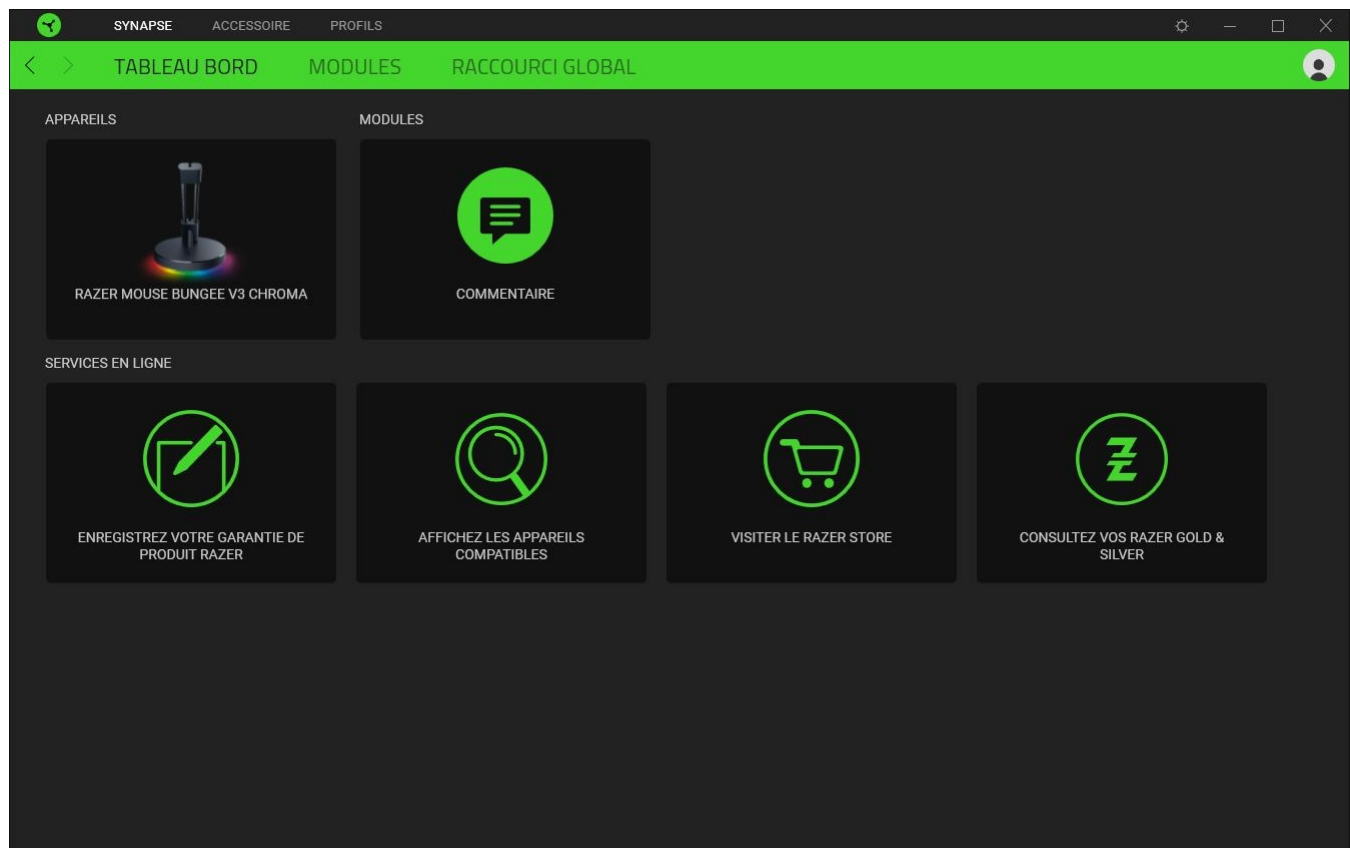 SYNAPSE ACCESSOIRE PROFILS
TABLEAU BORD MODULES RACCOURCI GLOBAL
APPAREILS MODULES
RAZER MOUSE BUNGEE V3 CHROMA
COMMENTAIRE
SERVICES EN LIGNE
ENREGISTREZ VOTRE GARANTIE DE
PRODUIT RAZER
AFFICHEZ LES APPAREILS
COMPATIBLES
VISITER LE RAZER STORE
CONSULTEZ VOS RAZER GOLD &
SILVER